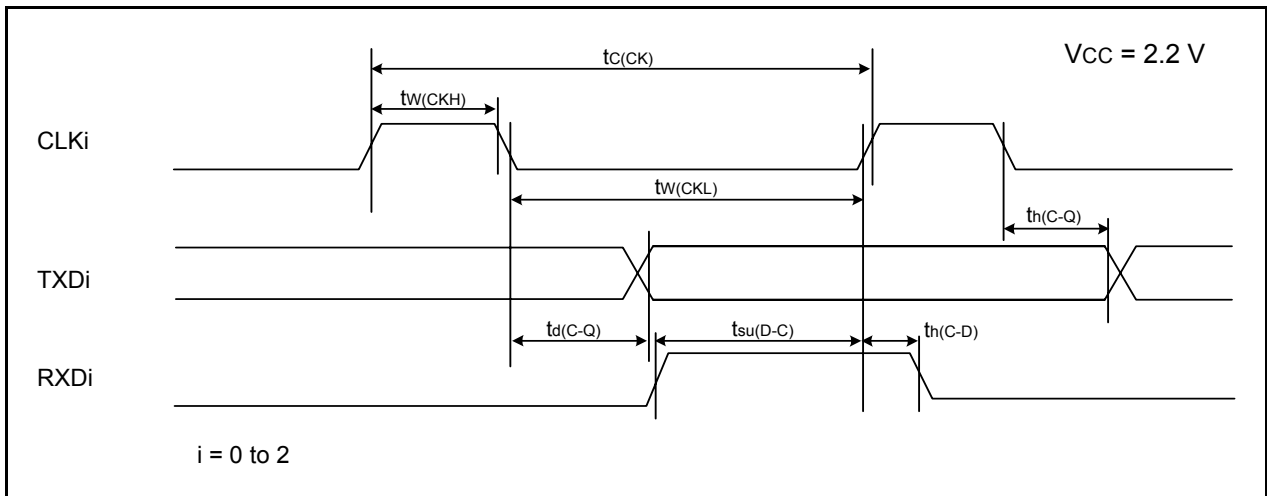 tC(CK)
VCC = 2.2 V
tW(CKH)
CLKi
tW(CKL)
th(C-Q)
TXDi
td(C-Q)
tsu(D-C)
th(C-D)
RXDi
i = 0 to 2